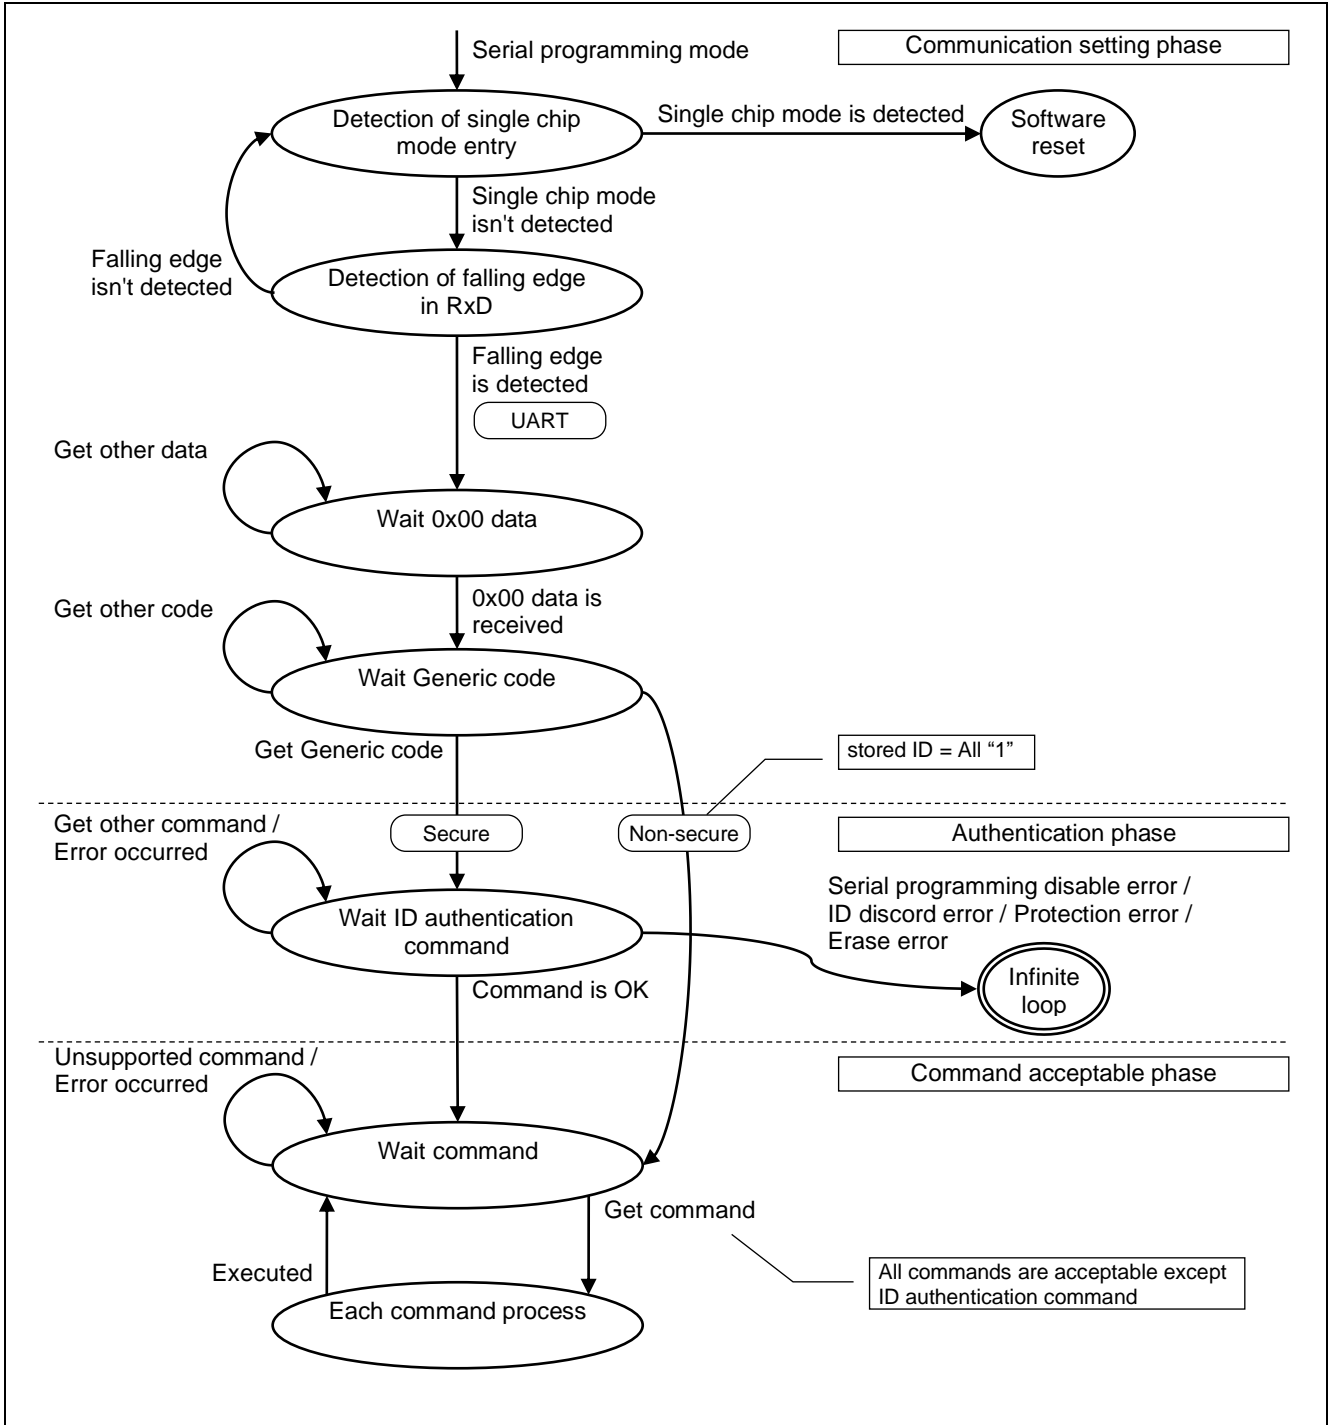 Serial programming mode
Communication setting phase
Detection of single chip
mode entry
Single chip mode is detected
Software
reset
Single chip mode
isn't detected
Falling edge
isn't detected
Detection of falling edge
in RxD
Falling edge
is detected
UART
Get other data
Wait 0x00 data
0x00 data is
received
Get other code
Wait Generic code
Get Generic code
stored ID = All “1”
Get other command /
Error occurred
Secure
Non-secure
Authentication phase
Serial programming disable error /
ID discord error / Protection error /
Erase error
Wait ID authentication
command
Infinite
loop
Command is OK
Unsupported command /
Error occurred
Command acceptable phase
Wait command
Get command
Executed
All commands are acceptable except
ID authentication command
Each command process